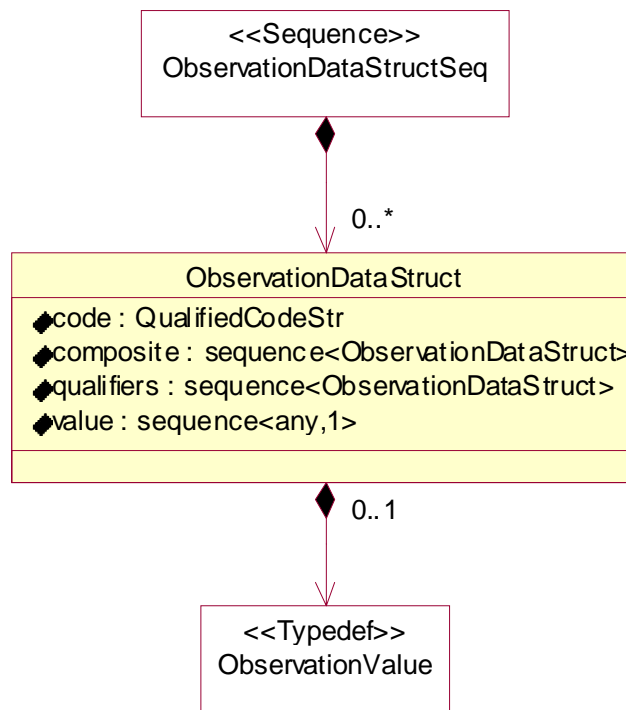 <<Sequence>>
ObservationDataStructSeq
0..*
ObservationDataStruct
code : QualifiedCodeStr
composite : sequence<ObservationDataStruct>
qualifiers : sequence<ObservationDataStruct>
value : sequence<any,1>
0..1
<<Typedef>>
ObservationValue